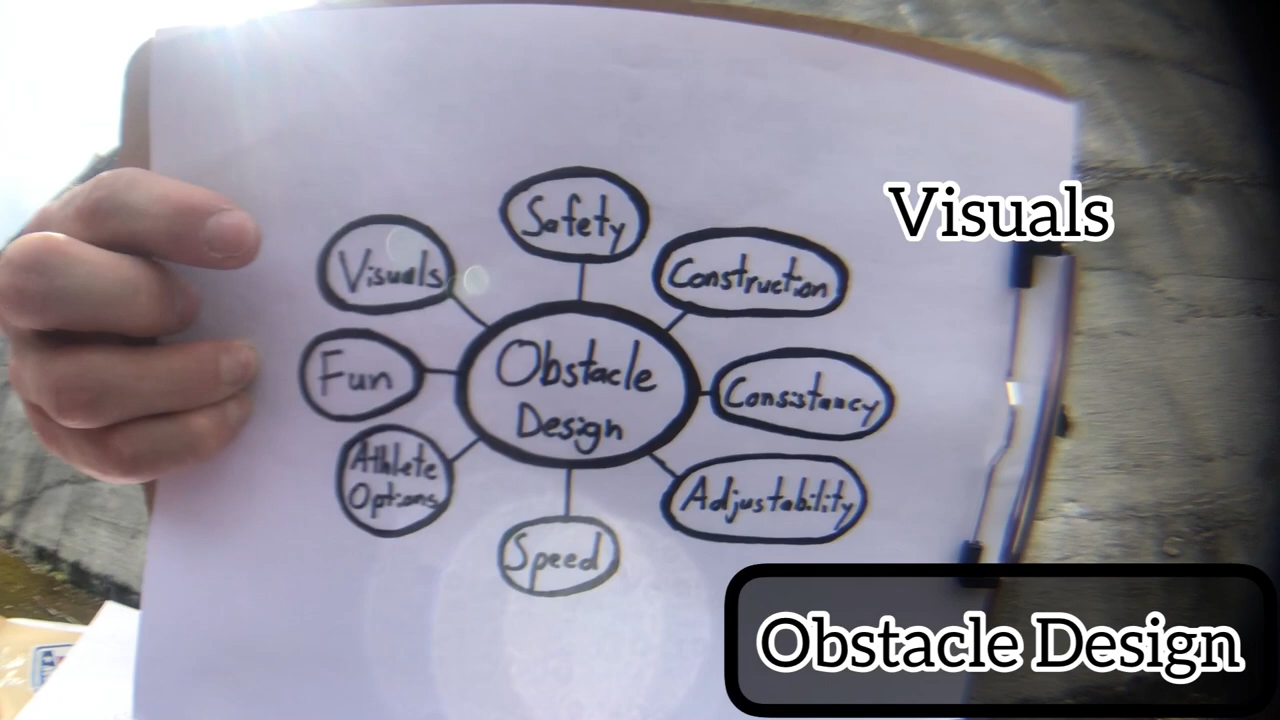 Visuals
Safety
Construction
Visuals
Obstacle
Design
Fun
Consistancy
Athlete
Options
Adjustability
Speed
Obstacle Design